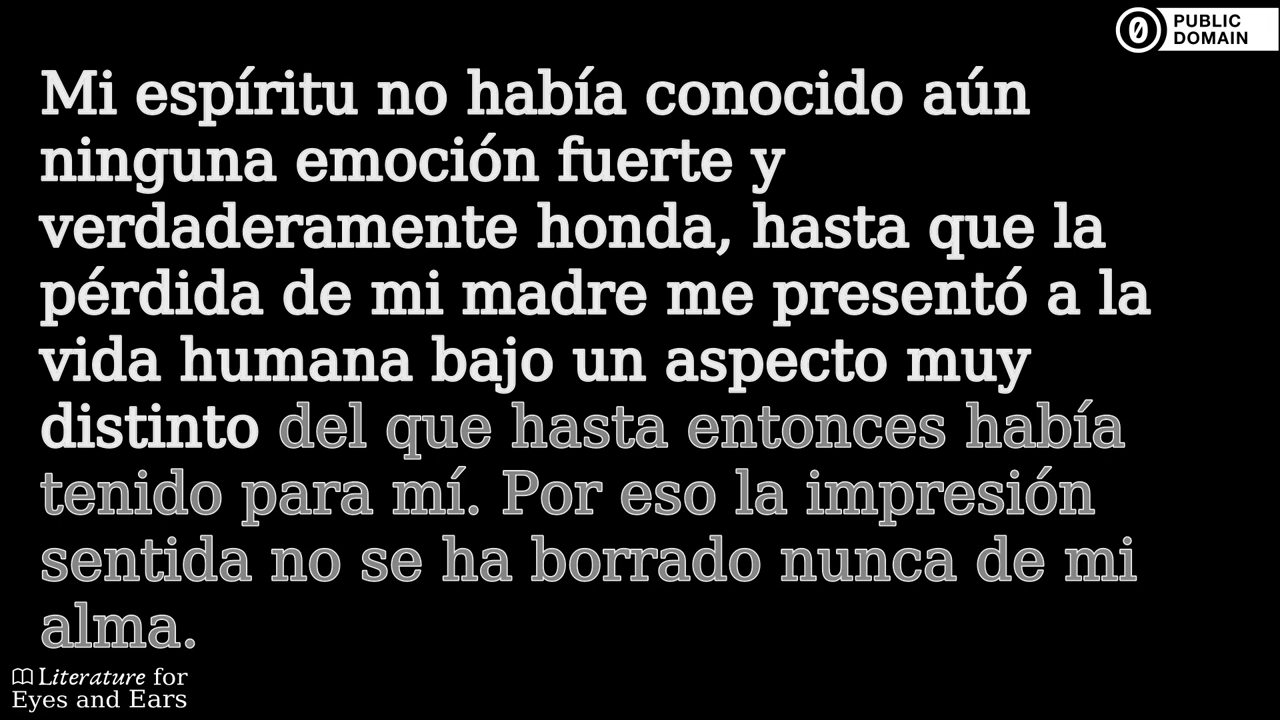 PUBLIC
DOMAIN
Mi espíritu no había conocido aún
ninguna emoción fuerte y
verdaderamente honda, hasta que la
pérdida de mi madre me presentó a la
vida humana bajo un aspecto muy
distinto del que hasta entonces había
tenido para mí. Por eso la impresión
sentida no se ha borrado nunca de mi
alma.
Literature for
Eyes and Ears